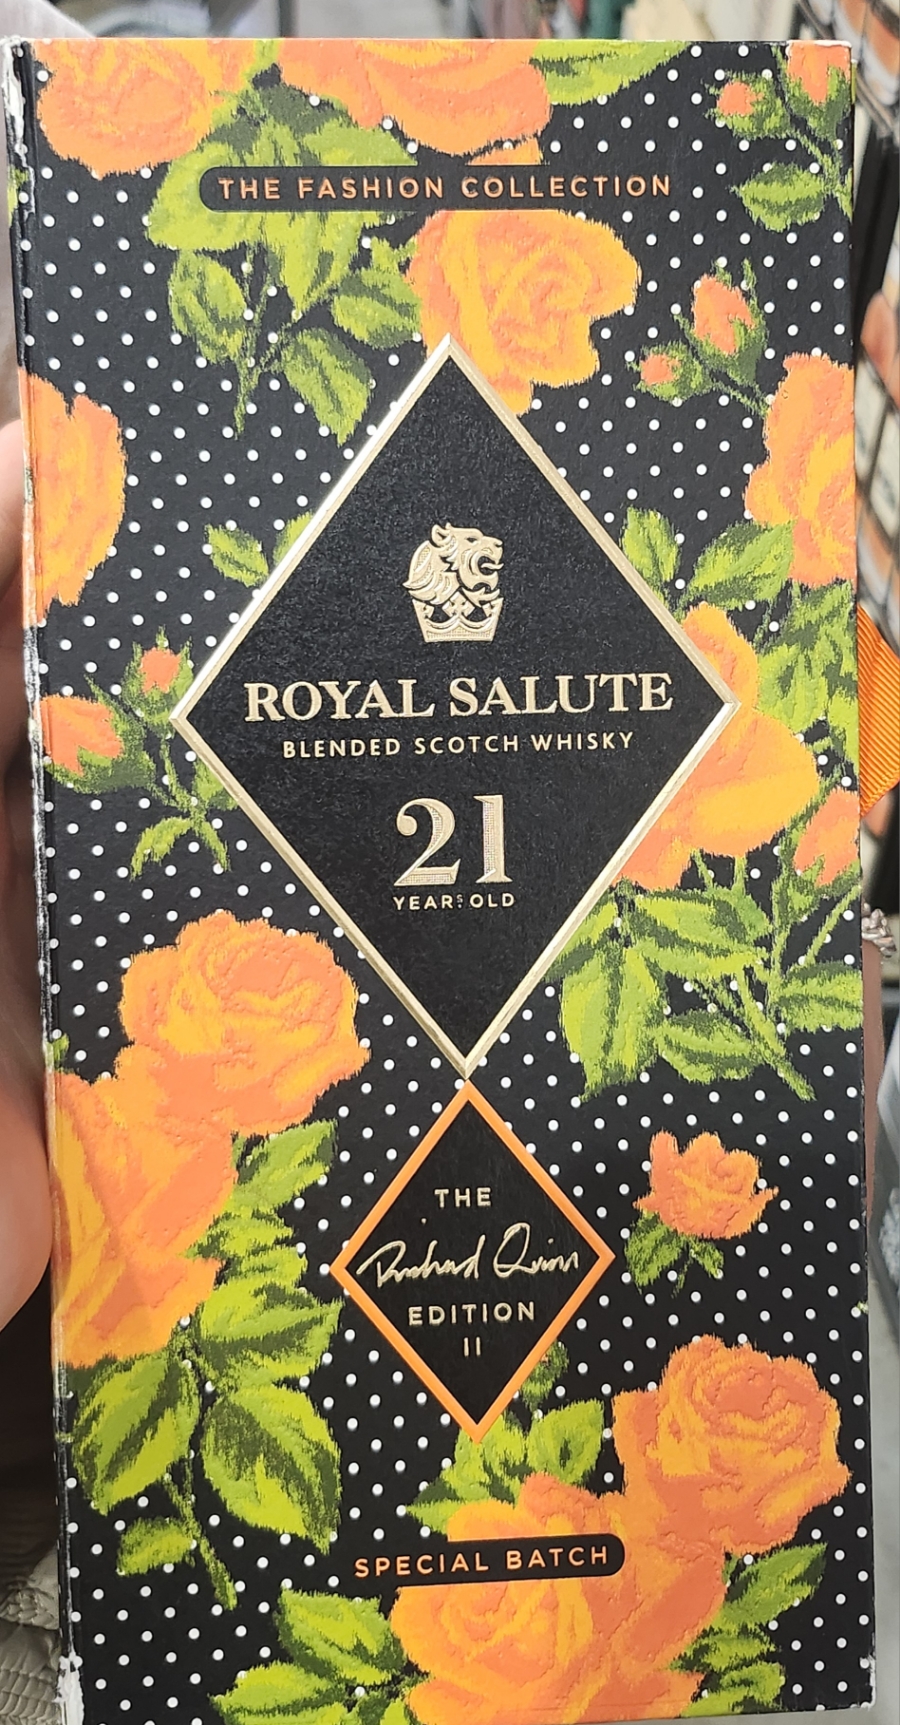 THE FASHION COLLECTION
ROYAL SALUTE
BLENDED SCOTCH WHISKY
21
YEARS OLD
THE
Richard Quinn
EDITION
II
SPECIAL BATCH